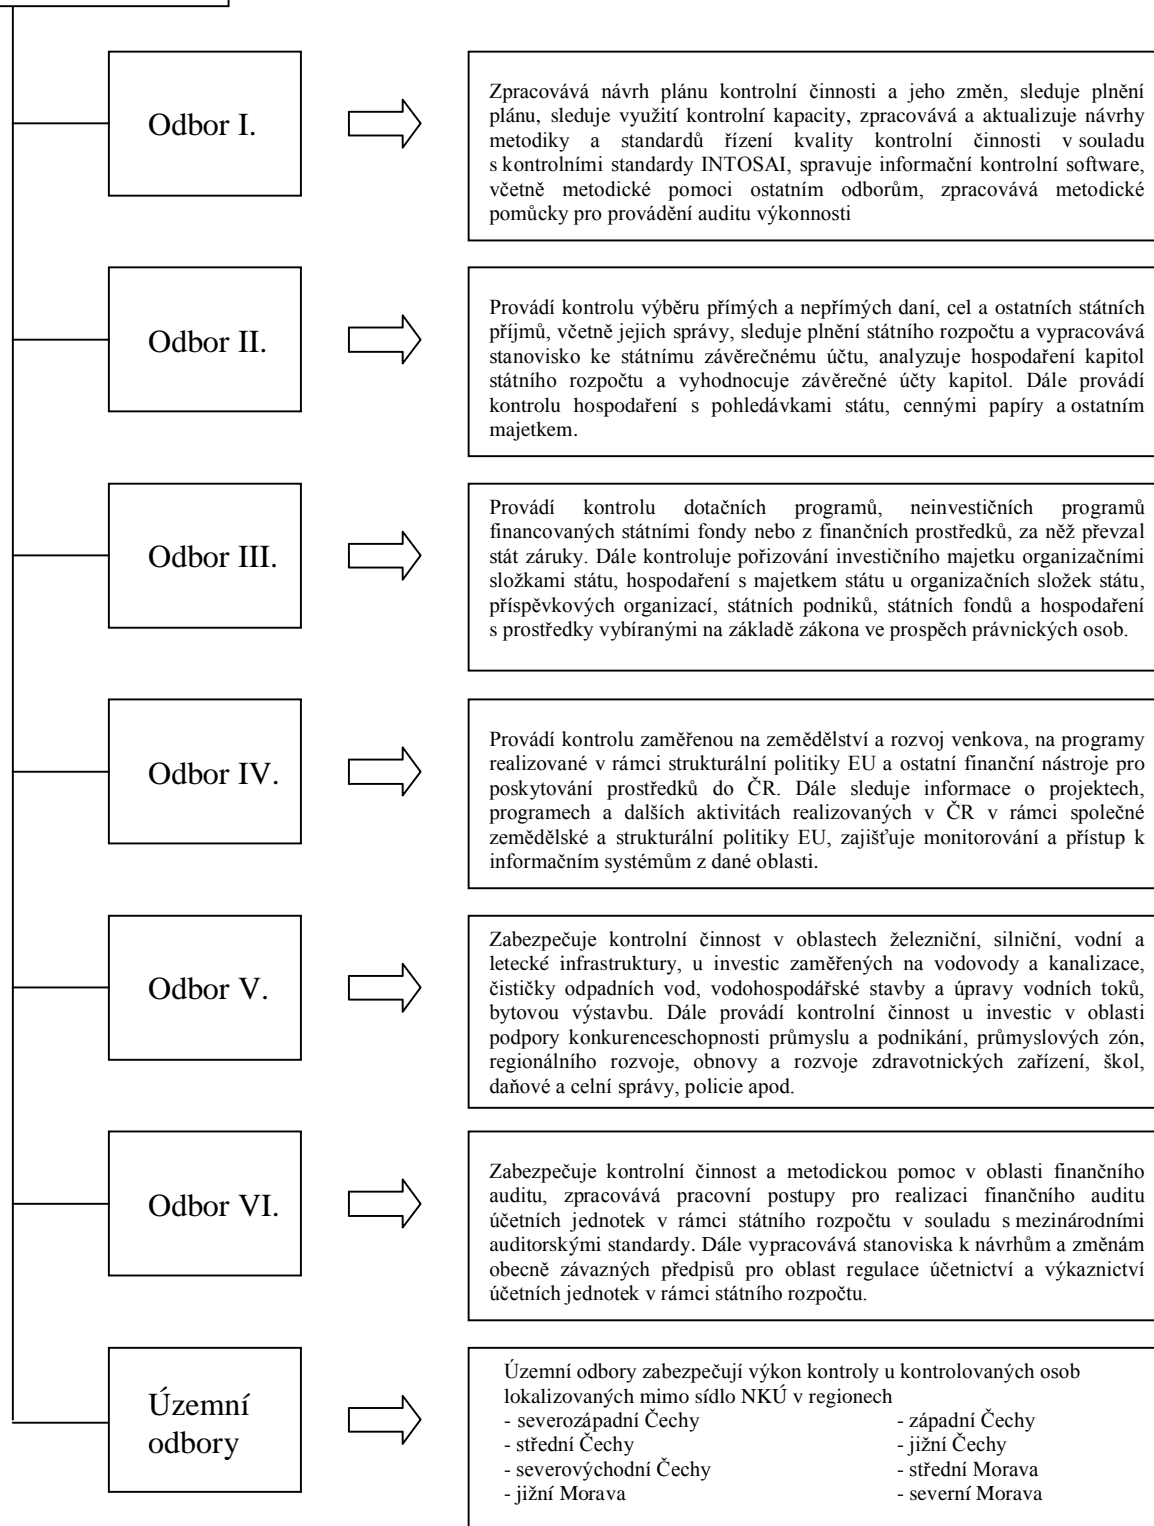 Odbor I.
Zpracovává návrh plánu kontrolní činnosti a jeho změn, sleduje plnění
plánu, sleduje využití kontrolní kapacity, zpracovává a aktualizuje návrhy
metodiky a standardů řízení kvality kontrolní činnosti v souladu
s kontrolními standardy INTOSAI, spravuje informační kontrolní software,
včetně metodické pomoci ostatním odborům, zpracovává metodické
pomůcky pro provádění auditu výkonnosti
Odbor II.
Provádí kontrolu výběru přímých a nepřímých daní, cel a ostatních státních
příjmů, včetně jejich správy, sleduje plnění státního rozpočtu a vypracovává
stanovisko ke státnímu závěrečnému účtu, analyzuje hospodaření kapitol
státního rozpočtu a vyhodnocuje závěrečné účty kapitol. Dále provádí
kontrolu hospodaření s pohledávkami státu, cennými papíry a ostatním
majetkem.
Odbor III.
Provádí kontrolu dotačních programů, neinvestičních programů
financovaných státními fondy nebo z finančních prostředků, za něž převzal
stát záruky. Dále kontroluje pořizování investičního majetku organizačními
složkami státu, hospodaření s majetkem státu u organizačních složek státu,
příspěvkových organizací, státních podniků, státních fondů a hospodaření
s prostředky vybíranými na základě zákona ve prospěch právnických osob.
Odbor IV.
Provádí kontrolu zaměřenou na zemědělství a rozvoj venkova, na programy
realizované v rámci strukturální politiky EU a ostatní finanční nástroje pro
poskytování prostředků do ČR. Dále sleduje informace o projektech,
programech a dalších aktivitách realizovaných v ČR v rámci společné
zemědělské a strukturální politiky EU, zajišťuje monitorování a přístup k
informačním systémům z dané oblasti.
Odbor V.
Zabezpečuje kontrolní činnost v oblastech železniční, silniční, vodní a
letecké infrastruktury, u investic zaměřených na vodovody a kanalizace,
čističky odpadních vod, vodohospodářské stavby a úpravy vodních toků,
bytovou výstavbu. Dále provádí kontrolní činnost u investic v oblasti
podpory konkurenceschopnosti průmyslu a podnikání, průmyslových zón,
regionálního rozvoje, obnovy a rozvoje zdravotnických zařízení, škol,
daňové a celní správy, policie apod.
Odbor VI.
Zabezpečuje kontrolní činnost a metodickou pomoc v oblasti finančního
auditu, zpracovává pracovní postupy pro realizaci finančního auditu
účetních jednotek v rámci státního rozpočtu v souladu s mezinárodními
auditorskými standardy. Dále vypracovává stanoviska k návrhům a změnám
obecně závazných předpisů pro oblast regulace účetnictví a výkaznictví
účetních jednotek v rámci státního rozpočtu.
Územní
odbory
Územní odbory zabezpečují výkon kontroly u kontrolovaných osob
lokalizovaných mimo sídlo NKÚ v regionech
- severozápadní Čechy - západní Čechy
- střední Čechy - jižní Čechy
- severovýchodní Čechy - střední Morava
- jižní Morava - severní Morava